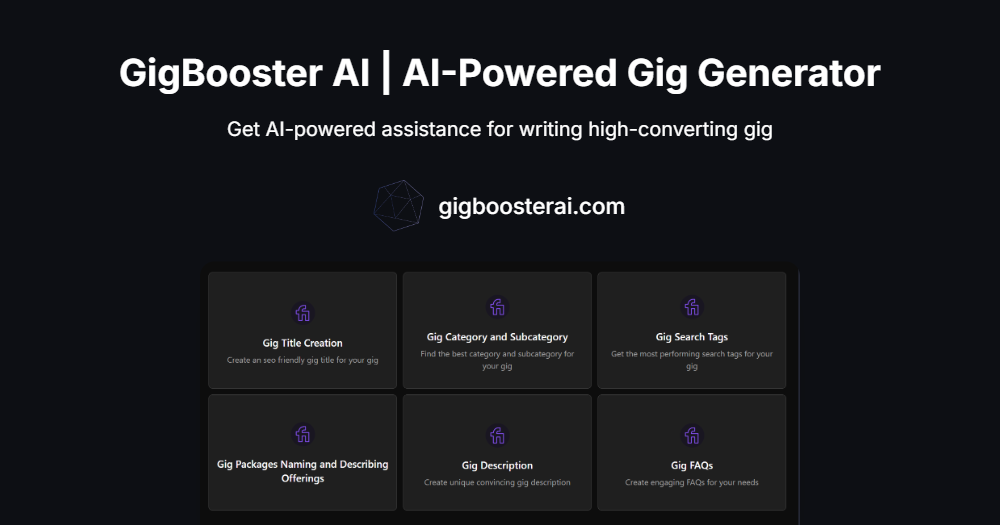 GigBooster AI | AI-Powered Gig Generator
Get AI-powered assistance for writing high-converting gig
gigboosterai.com
Gig Title Creation
Create an seo friendly gig title for your gig
Gig Category and Subcategory
Find the best category and subcategory for
your gig
Gig Search Tags
Get the most performing search tags for your
gig
Gig Packages Naming and Describing
Offerings
Gig Description
Create unique convincing gig description
Gig FAQs
Create engaging FAQs for your needs